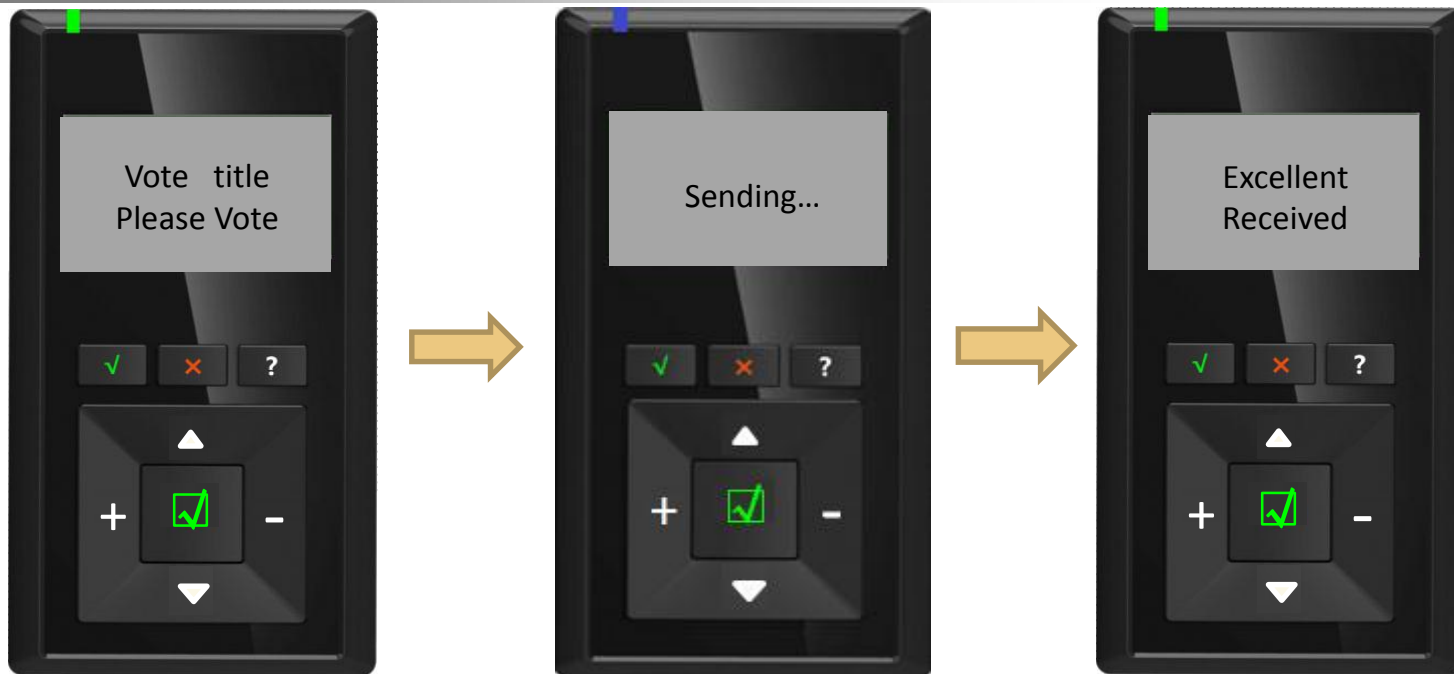 Vote title
Please Vote
√ × ?
+ -
Sending…
√ × ?
+ -
Excellent
Received
√ × ?
+ -